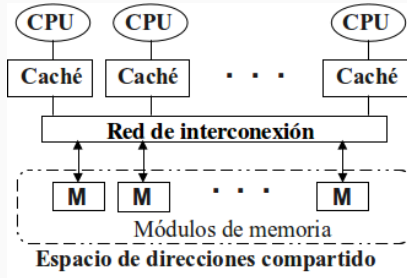 CPU CPU CPU
Caché Caché . . . Caché
Red de interconexión
M M . . . M
Módulos de memoria
Espacio de direcciones compartido